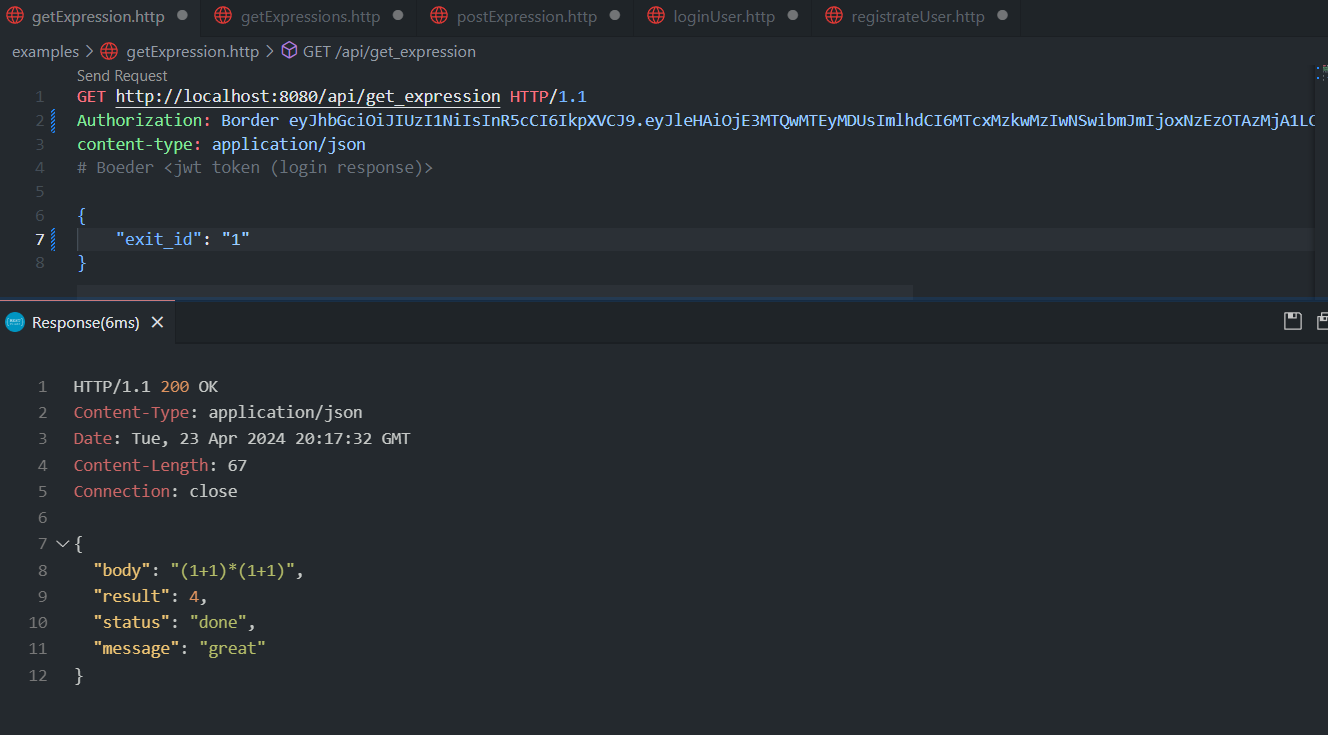 getExpression.http getExpressions.http postExpression.http loginUser.http registrateUser.http
examples > getExpression.http > GET /api/get_expression
Send Request
1 GET http://localhost:8080/api/get_expression HTTP/1.1
2 Authorization: Border eyJhbGciOiJIUzI1NiIsInR5cCI6IkpXVCJ9.eyJleHAiOjE3MTQwMTEyMDUsImlhdCI6MTcxMzkwMzIwNSwibmJmIjoxNzEzOTAzMjA1LC
3 content-type: application/json
4 # Boeder <jwt token (login response)>
5
6 {
7 "exit_id": "1"
8 }
Response(6ms)
1 HTTP/1.1 200 OK
2 Content-Type: application/json
3 Date: Tue, 23 Apr 2024 20:17:32 GMT
4 Content-Length: 67
5 Connection: close
6
7 {
8 "body": "(1+1)*(1+1)",
9 "result": 4,
10 "status": "done",
11 "message": "great"
12 }